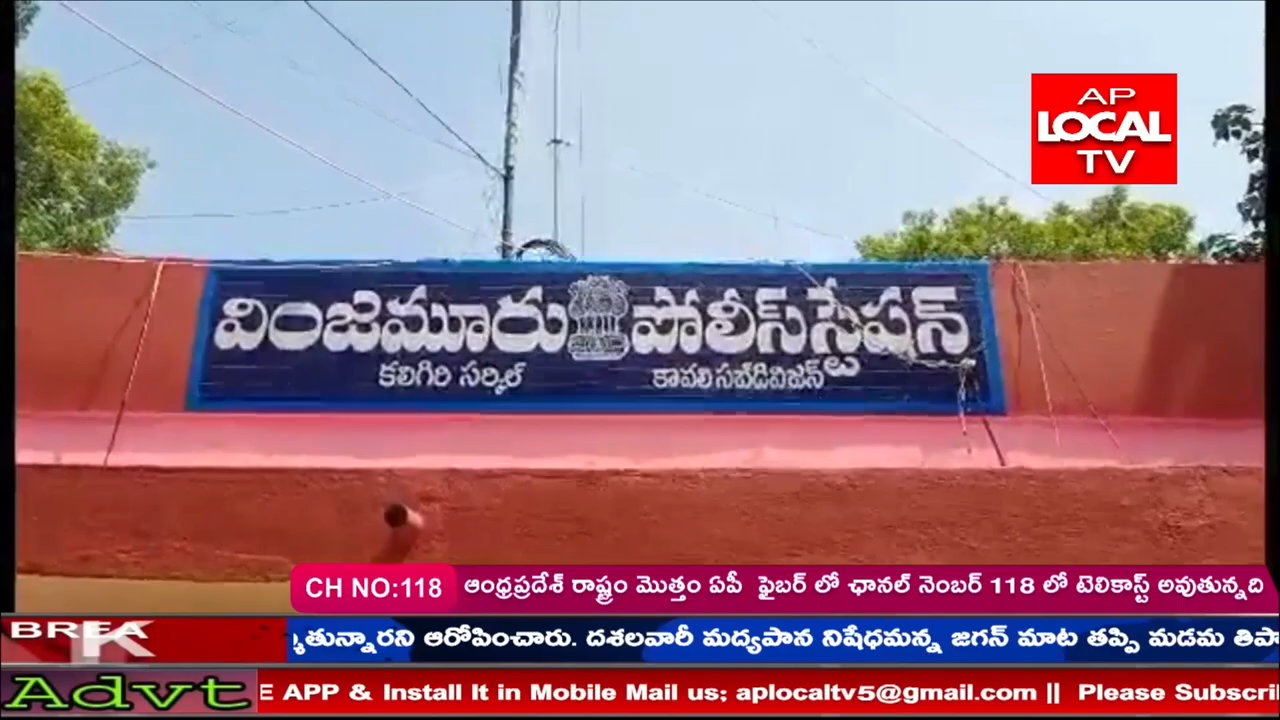 AP
LOCAL
TV
వింజమూరు పోలీస్ స్టేషన్
కలిగిరి సర్కిల్ కావలి సబ్‌డివిజన్
CH NO:118 ఆంధ్రప్రదేశ్ రాష్ట్రం మొత్తం ఏపీ ఫైబర్ లో ఛానల్ నెంబర్ 118 లో టెలికాస్ట్ అవుతున్నది
BREA
K
ఆరోపించారు. దశలవారీ మద్యపాన నిషేధమన్న జగన్ మాట తప్పి మడమ
Advt E APP & Install It in Mobile Mail us; aplocaltv5@gmail.com || Please Subscri